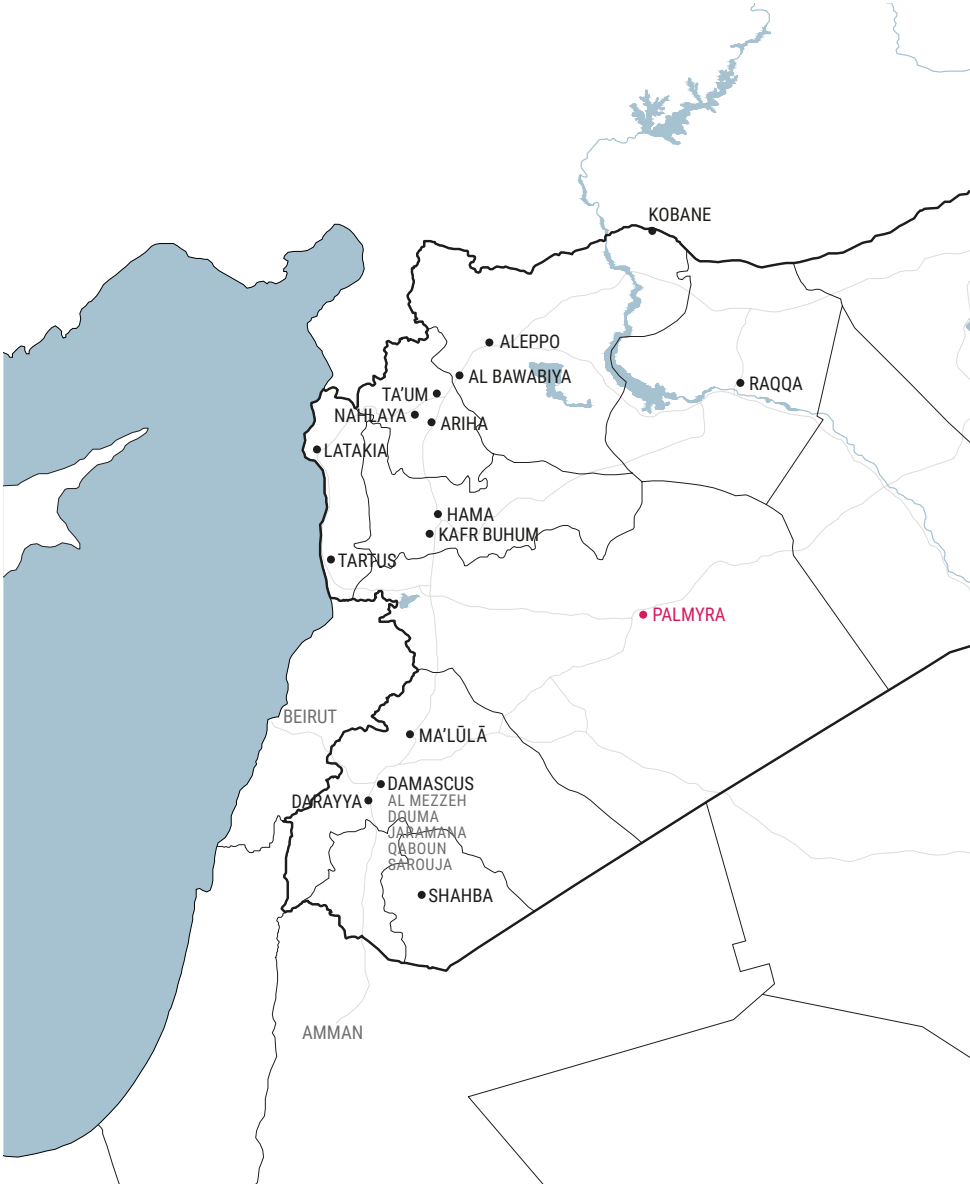 KOBANE
ALEPPO
AL BAWABIYA
RAQQA
TA'UM
NAHLAYA
ARIHA
LATAKIA
HAMA
KAFR BUHUM
TARTUS
PALMYRA
BEIRUT
MA'LŪLĀ
DAMASCUS
DARAYYA
AL MEZZEH
DOUMA
JARAMANA
QABOUN
SAROUJA
SHAHBA
AMMAN